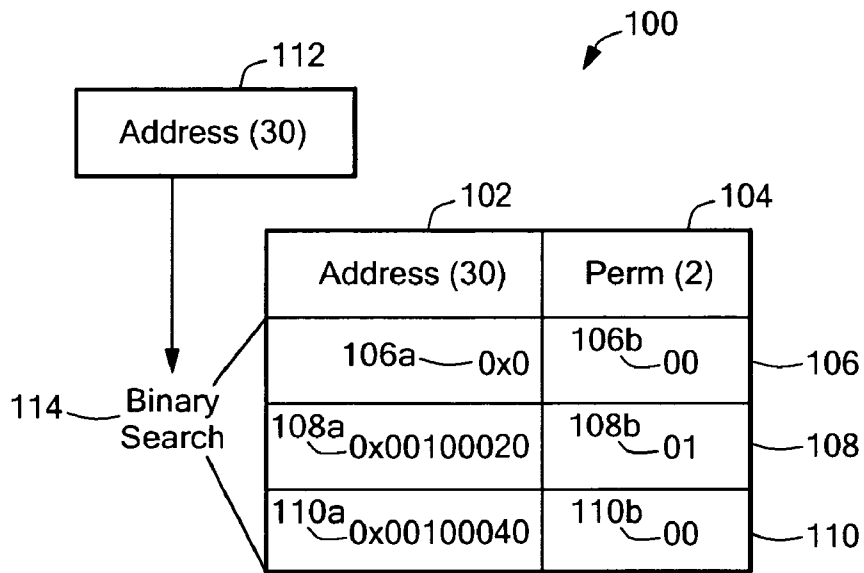 100
112
Address (30)
102
104
Address (30) Perm (2)
106a 0x0 106b 00 106
114 Binary
Search
108a 0x00100020 108b 01 108
110a 0x00100040 110b 00 110